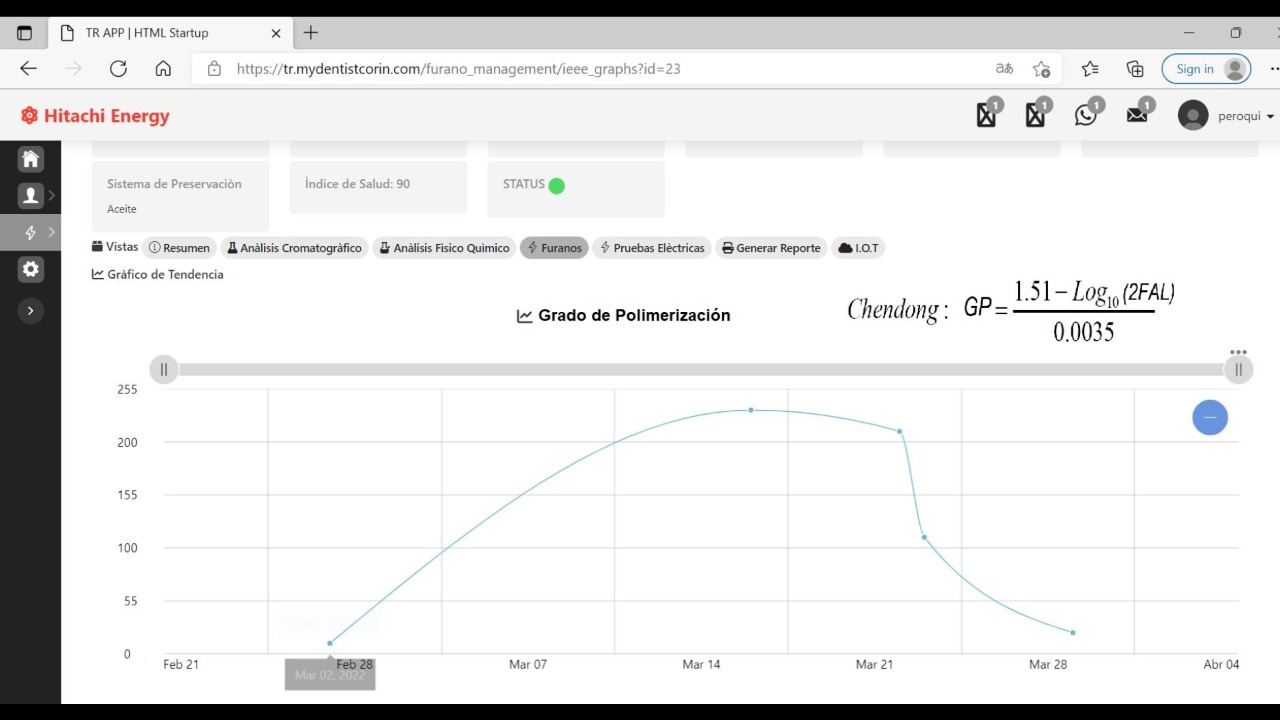 TR APP | HTML Startup
https://tr.mydentistcorin.com/furano_management/ieee_graphs?id=23
Sign in
Hitachi Energy
1
1
1
1
peroqui
Sistema de Preservaciòn
Aceite
Ìndice de Salud: 90
STATUS
Vistas
Resumen
Anàlisis Cromatogràfico
Anàlisis Fisico Quimico
Furanos
Pruebas Elèctricas
Generar Reporte
I.O.T
Gràfico de Tendencia
Grado de Polimerización
Chendong : GP = 1.51 − Log10 (2FAL) / 0.0035
255
200
155
100
55
0
Feb 21
Feb 28
Mar 07
Mar 14
Mar 21
Mar 28
Abr 04
Mar 02, 2022